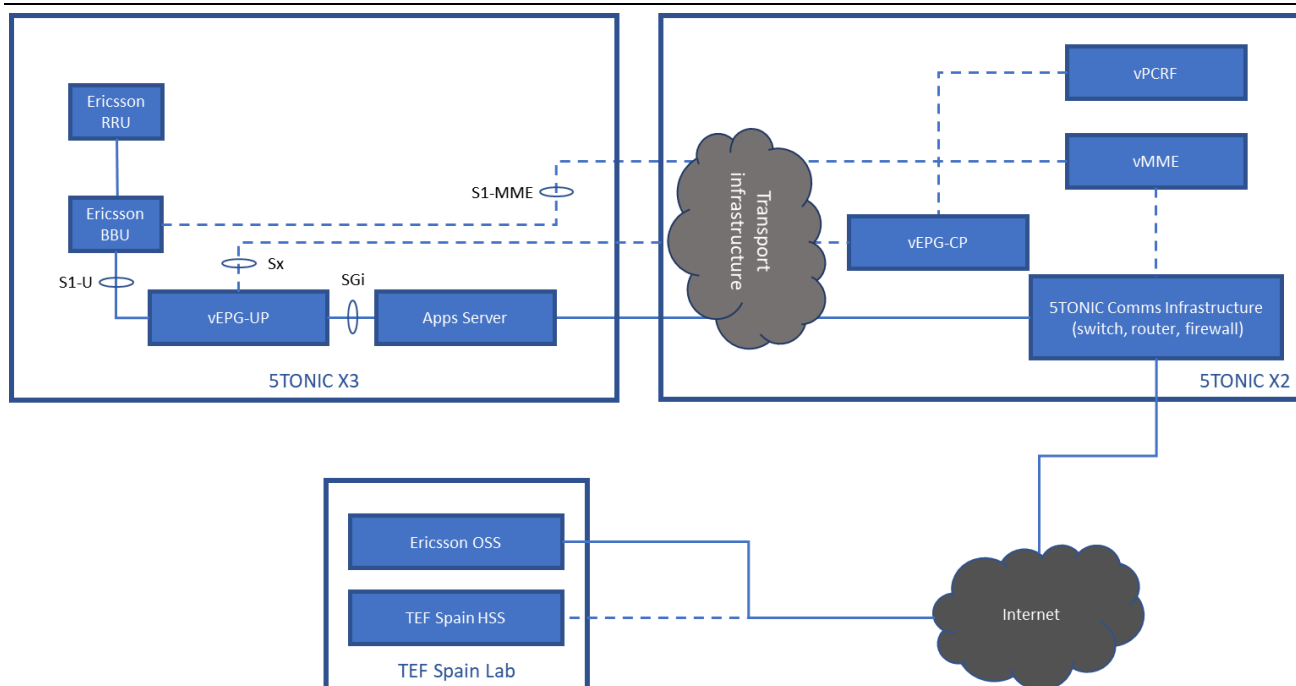 Ericsson
RRU
Ericsson
BBU
S1-U
S1-MME
Sx
SGi
vEPG-UP
Apps Server
5TONIC X3
Transport
infrastructure
vPCRF
vMME
vEPG-CP
5TONIC Comms Infrastructure
(switch, router, firewall)
5TONIC X2
Ericsson OSS
TEF Spain HSS
TEF Spain Lab
Internet